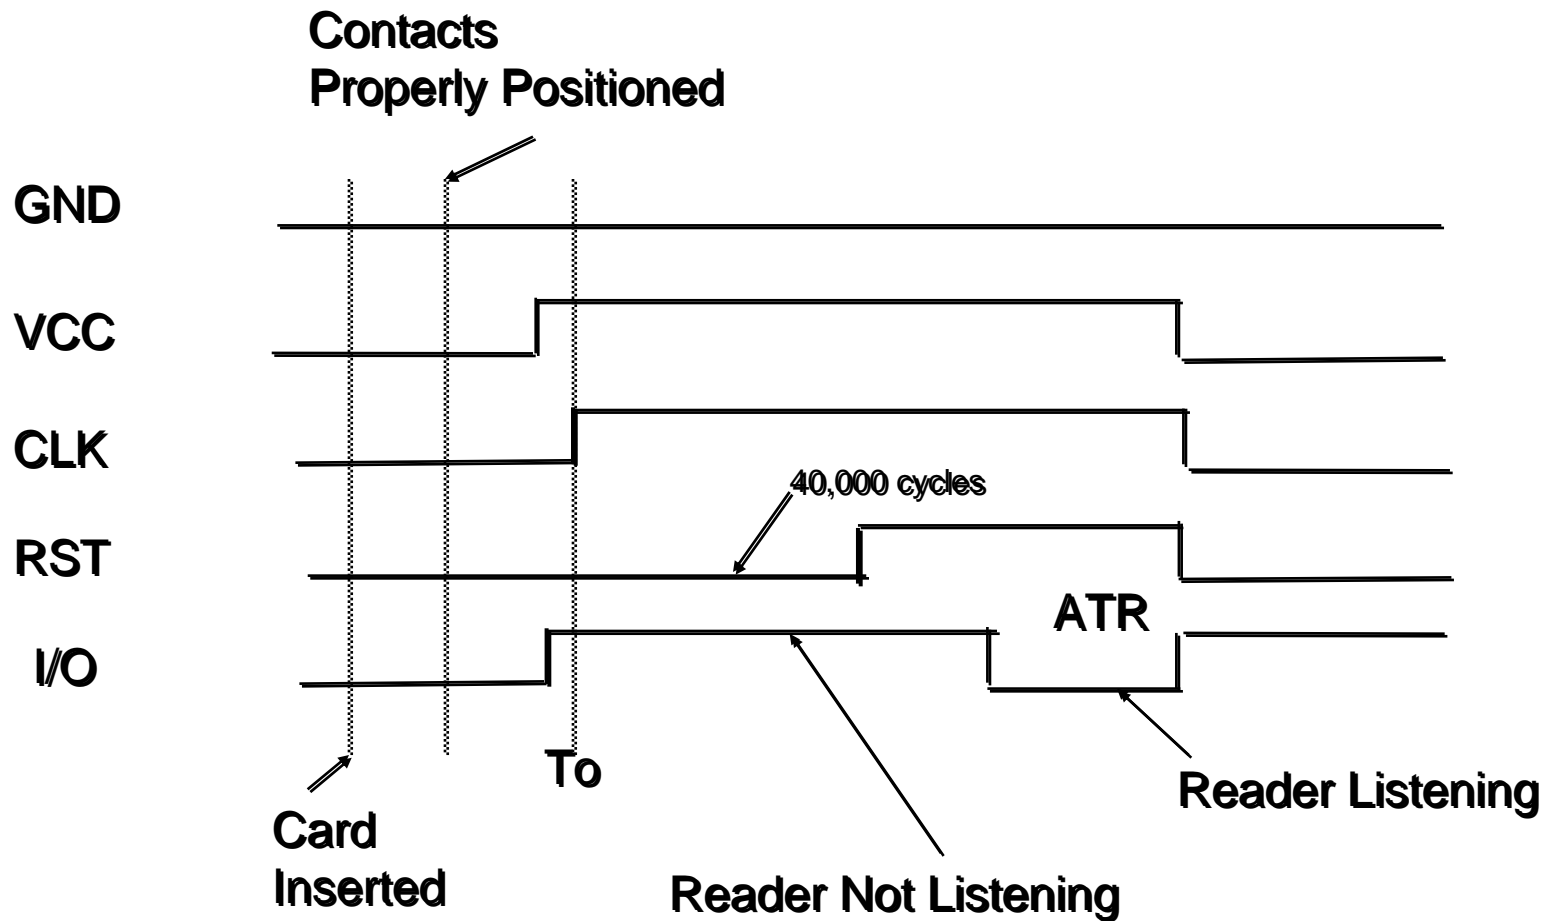 Contacts
Properly Positioned
GND
VCC
CLK
40,000 cycles
RST
ATR
I/O
To
Reader Listening
Card
Inserted
Reader Not Listening